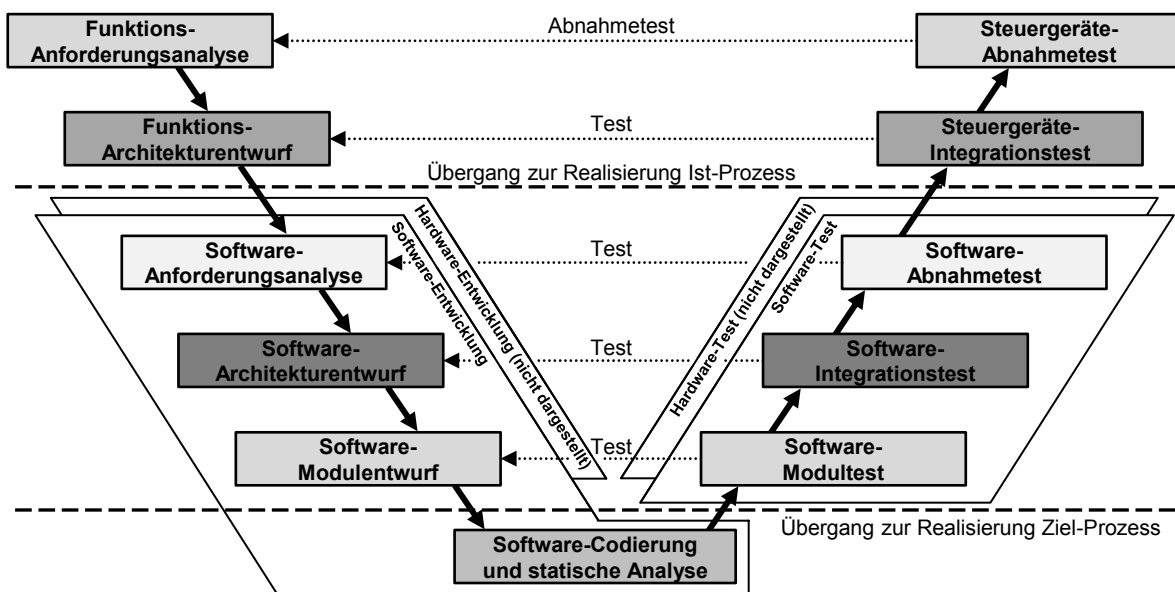 Funktions-
Anforderungsanalyse
Abnahmetest
Steuergeräte-
Abnahmetest
Funktions-
Architekturentwurf
Test
Steuergeräte-
Integrationstest
Übergang zur Realisierung Ist-Prozess
Hardware-Entwicklung (nicht dargestellt)
Software-Entwicklung
Hardware-Test (nicht dargestellt)
Software-Test
Software-
Anforderungsanalyse
Test
Software-
Abnahmetest
Software-
Architekturentwurf
Test
Software-
Integrationstest
Software-
Modulentwurf
Test
Software-
Modultest
Übergang zur Realisierung Ziel-Prozess
Software-Codierung
und statische Analyse